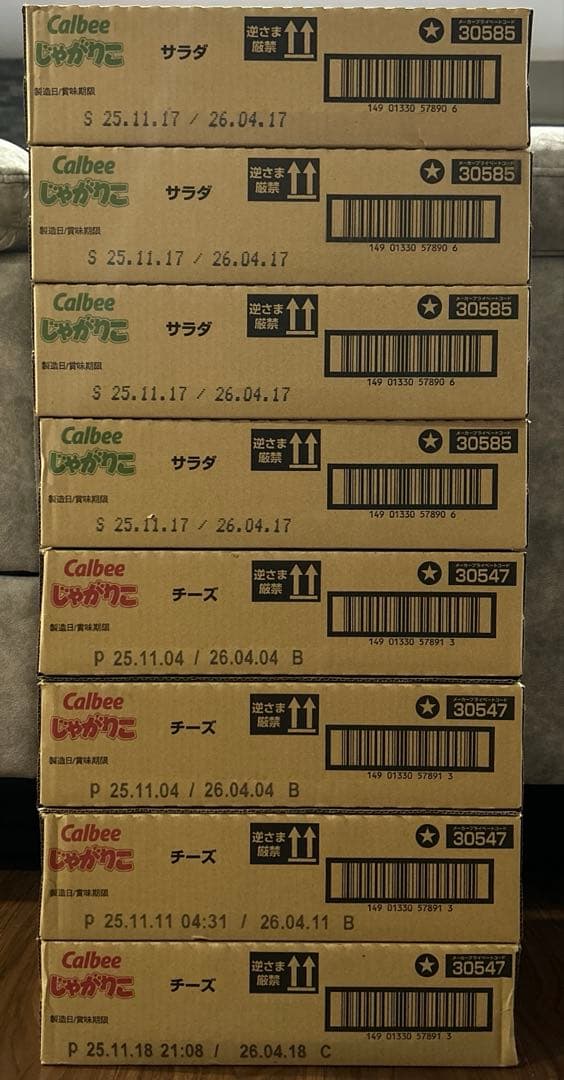 Calbee
じゃがりこ
サラダ
逆さま
厳禁
メーカープライベートコード
30585
149 01330 57890 6
製造日/賞味期限
S 25.11.17 / 26.04.17
Calbee
じゃがりこ
サラダ
逆さま
厳禁
メーカープライベートコード
30585
149 01330 57890 6
製造日/賞味期限
S 25.11.17 / 26.04.17
Calbee
じゃがりこ
サラダ
逆さま
厳禁
メーカープライベートコード
30585
149 01330 57890 6
製造日/賞味期限
S 25.11.17 / 26.04.17
Calbee
じゃがりこ
サラダ
逆さま
厳禁
メーカープライベートコード
30585
149 01330 57890 6
製造日/賞味期限
S 25.11.17 / 26.04.17
Calbee
じゃがりこ
チーズ
逆さま
厳禁
メーカープライベートコード
30547
149 01330 57891 3
製造日/賞味期限
P 25.11.04 / 26.04.04 B
Calbee
じゃがりこ
チーズ
逆さま
厳禁
メーカープライベートコード
30547
149 01330 57891 3
製造日/賞味期限
P 25.11.04 / 26.04.04 B
Calbee
じゃがりこ
チーズ
逆さま
厳禁
メーカープライベートコード
30547
149 01330 57891 3
製造日/賞味期限
P 25.11.11 04:31 / 26.04.11 B
Calbee
じゃがりこ
チーズ
逆さま
厳禁
メーカープライベートコード
30547
149 01330 57891 3
製造日/賞味期限
P 25.11.18 21:08 / 26.04.18 C